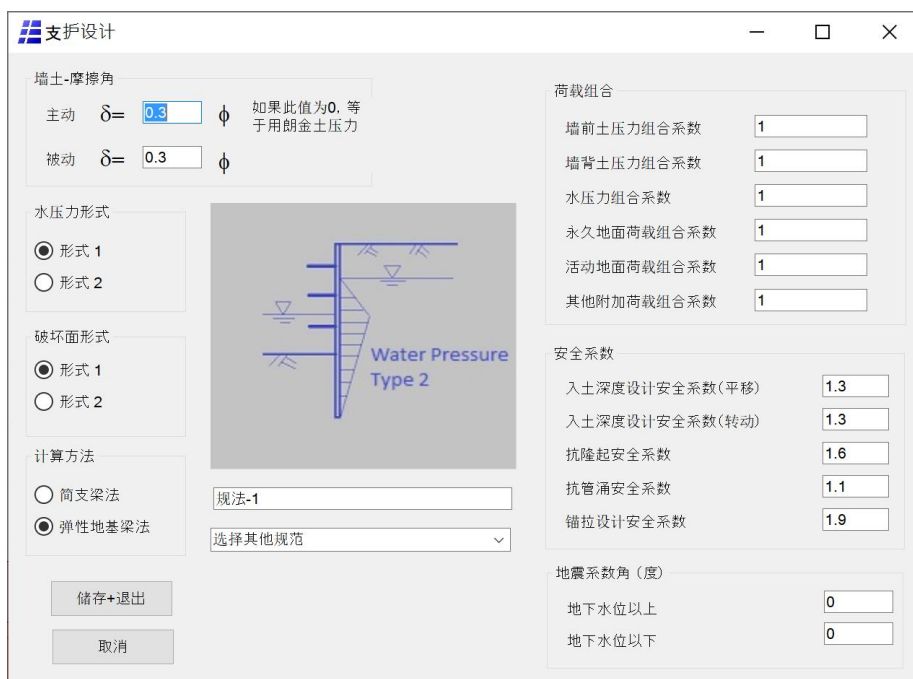 支护设计
墙土-摩擦角
主动 δ= 0.3 ϕ 如果此值为0, 等
于用朗金土压力
被动 δ= 0.3 ϕ
水压力形式
形式 1
形式 2
破坏面形式
形式 1
形式 2
计算方法
简支梁法
弹性地基梁法
储存+退出
取消
Water Pressure
Type 2
规法-1
选择其他规范
荷载组合
墙前土压力组合系数 1
墙背土压力组合系数 1
水压力组合系数 1
永久地面荷载组合系数 1
活动地面荷载组合系数 1
其他附加荷载组合系数 1
安全系数
入土深度设计安全系数(平移) 1.3
入土深度设计安全系数(转动) 1.3
抗隆起安全系数 1.6
抗管涌安全系数 1.1
锚拉设计安全系数 1.9
地震系数角 (度)
地下水位以上 0
地下水位以下 0